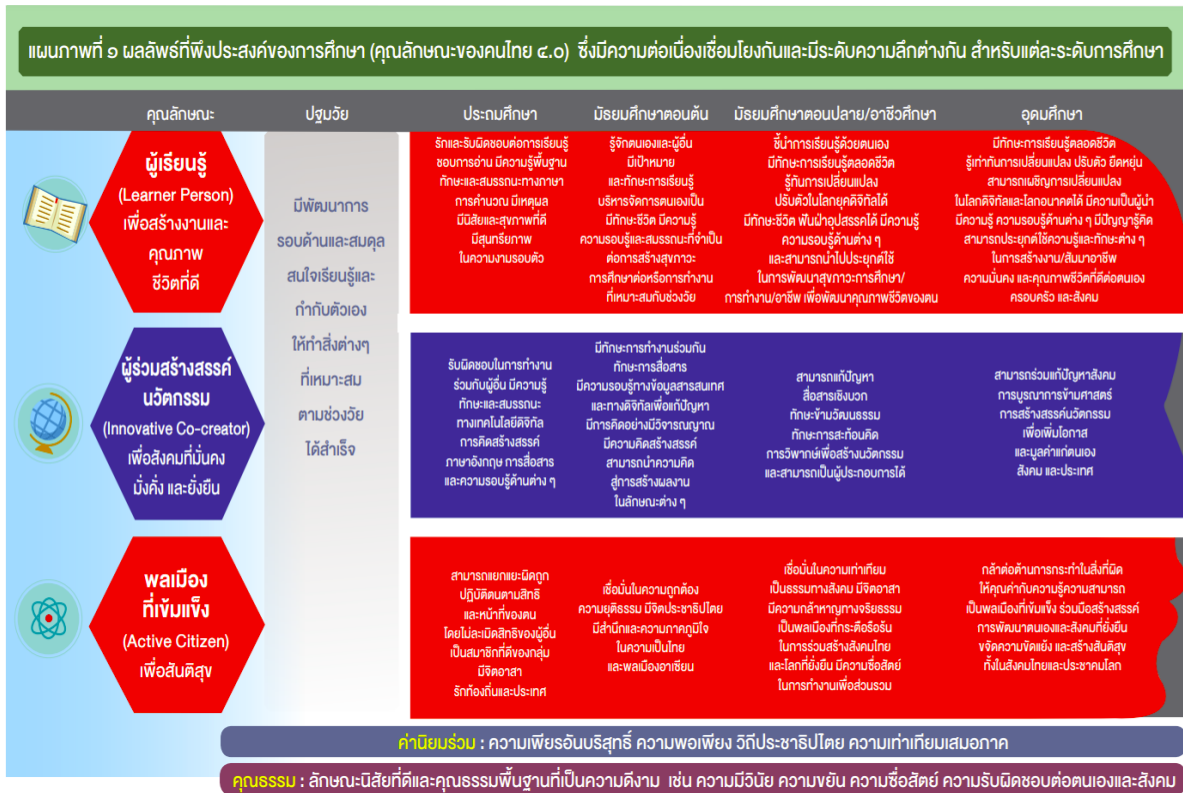 แผนภาพที่ ๑ ผลลัพธ์ที่พึงประสงค์ของการศึกษา (คุณลักษณะของคนไทย ๔.๐) ซึ่งมีความต่อเนื่องเชื่อมโยงกันและมีระดับความลึกต่างกัน สำหรับแต่ละระดับการศึกษา
คุณลักษณะ
ปฐมวัย
ประถมศึกษา
มัธยมศึกษาตอนต้น
มัธยมศึกษาตอนปลาย/อาชีวศึกษา
อุดมศึกษา
ผู้เรียนรู้
(Learner Person)
เพื่อสร้างงานและ
คุณภาพ
ชีวิตที่ดี
มีพัฒนาการ
รอบด้านและสมดุล
สนใจเรียนรู้และ
กำกับตัวเอง
ให้ทำสิ่งต่างๆ
ที่เหมาะสม
ตามช่วงวัย
ได้สำเร็จ
รักและรับผิดชอบต่อการเรียนรู้
ชอบการอ่าน มีความรู้พื้นฐาน
ทักษะและสมรรถนะทางภาษา
การคำนวณ มีเหตุผล
มีนิสัยและสุขภาพที่ดี
มีสุนทรียภาพ
ในความงามรอบตัว
รู้จักตนเองและผู้อื่น
มีเป้าหมาย
และทักษะการเรียนรู้
บริหารจัดการตนเองเป็น
มีทักษะชีวิต มีความรู้
ความรอบรู้และสมรรถนะที่จำเป็น
ต่อการสร้างสุขภาวะ
การศึกษาต่อหรือการทำงาน
ที่เหมาะสมกับช่วงวัย
ชี้นำการเรียนรู้ด้วยตนเอง
มีทักษะการเรียนรู้ตลอดชีวิต
รู้ทันการเปลี่ยนแปลง
ปรับตัวในโลกยุคดิจิทัลได้
มีทักษะชีวิต ฟันฝ่าอุปสรรคได้ มีความรู้
ความรอบรู้ด้านต่าง ๆ
และสามารถนำไปประยุกต์ใช้
ในการพัฒนาสุขภาวะการศึกษา/
การทำงาน/อาชีพ เพื่อพัฒนาคุณภาพชีวิตของตน
มีทักษะการเรียนรู้ตลอดชีวิต
รู้เท่าทันการเปลี่ยนแปลง ปรับตัว ยืดหยุ่น
สามารถเผชิญการเปลี่ยนแปลง
ในโลกดิจิทัลและโลกอนาคตได้ มีความเป็นผู้นำ
มีความรู้ ความรอบรู้ด้านต่าง ๆ มีปัญญารู้คิด
สามารถประยุกต์ใช้ความรู้และทักษะต่าง ๆ
ในการสร้างงาน/สัมมาอาชีพ
ความมั่นคง และคุณภาพชีวิตที่ดีต่อตนเอง
ครอบครัว และสังคม
ผู้ร่วมสร้างสรรค์
นวัตกรรม
(Innovative Co-creator)
เพื่อสังคมที่มั่นคง
มั่งคั่ง และยั่งยืน
รับผิดชอบในการทำงาน
ร่วมกับผู้อื่น มีความรู้
ทักษะและสมรรถนะ
ทางเทคโนโลยีดิจิทัล
การคิดสร้างสรรค์
ภาษาอังกฤษ การสื่อสาร
และความรอบรู้ด้านต่าง ๆ
มีทักษะการทำงานร่วมกัน
ทักษะการสื่อสาร
มีความรอบรู้ทางข้อมูลสารสนเทศ
และทางดิจิทัลเพื่อแก้ปัญหา
มีการคิดอย่างมีวิจารณญาณ
มีความคิดสร้างสรรค์
สามารถนำความคิด
สู่การสร้างผลงาน
ในลักษณะต่าง ๆ
สามารถแก้ปัญหา
สื่อสารเชิงบวก
ทักษะข้ามวัฒนธรรม
ทักษะการสะท้อนคิด
การวิพากษ์เพื่อสร้างนวัตกรรม
และสามารถเป็นผู้ประกอบการได้
สามารถร่วมแก้ปัญหาสังคม
การบูรณาการข้ามศาสตร์
การสร้างสรรค์นวัตกรรม
เพื่อเพิ่มโอกาส
และมูลค่าแก่ตนเอง
สังคม และประเทศ
พลเมือง
ที่เข้มแข็ง
(Active Citizen)
เพื่อสันติสุข
สามารถแยกแยะผิดถูก
ปฏิบัติตนตามสิทธิ
และหน้าที่ของตน
โดยไม่ละเมิดสิทธิของผู้อื่น
เป็นสมาชิกที่ดีของกลุ่ม
มีจิตอาสา
รักท้องถิ่นและประเทศ
เชื่อมั่นในความถูกต้อง
ความยุติธรรม มีจิตประชาธิปไตย
มีสำนึกและความภาคภูมิใจ
ในความเป็นไทย
และพลเมืองอาเซียน
เชื่อมั่นในความเท่าเทียม
เป็นธรรมทางสังคม มีจิตอาสา
มีความกล้าหาญทางจริยธรรม
เป็นพลเมืองที่กระตือรือร้น
ในการร่วมสร้างสังคมไทย
และโลกที่ยั่งยืน มีความซื่อสัตย์
ในการทำงานเพื่อส่วนรวม
กล้าต่อต้านการกระทำในสิ่งที่ผิด
ให้คุณค่ากับความรู้ความสามารถ
เป็นพลเมืองที่เข้มแข็ง ร่วมมือสร้างสรรค์
การพัฒนาตนเองและสังคมที่ยั่งยืน
ขจัดความขัดแย้ง และสร้างสันติสุข
ทั้งในสังคมไทยและประชาคมโลก
ค่านิยมร่วม : ความเพียรอันบริสุทธิ์ ความพอเพียง วิถีประชาธิปไตย ความเท่าเทียมเสมอภาค
คุณธรรม : ลักษณะนิสัยที่ดีและคุณธรรมพื้นฐานที่เป็นความดีงาม เช่น ความมีวินัย ความขยัน ความซื่อสัตย์ ความรับผิดชอบต่อตนเองและสังคม